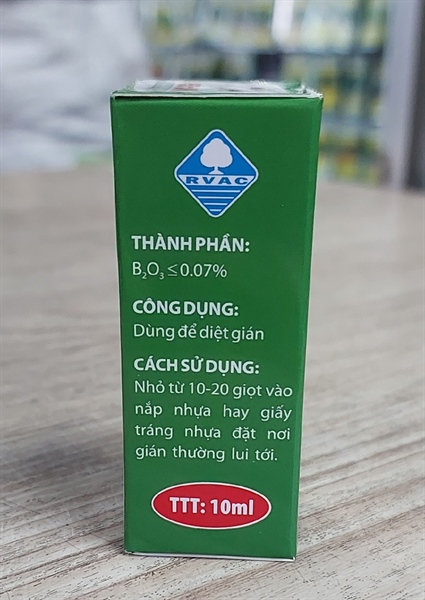 RVAC
THÀNH PHẦN:
B₂O₃ ≤ 0.07%
CÔNG DỤNG:
Dùng để diệt gián
CÁCH SỬ DỤNG:
Nhỏ từ 10-20 giọt vào
nắp nhựa hay giấy
tráng nhựa đặt nơi
gián thường lui tới.
TTT: 10ml